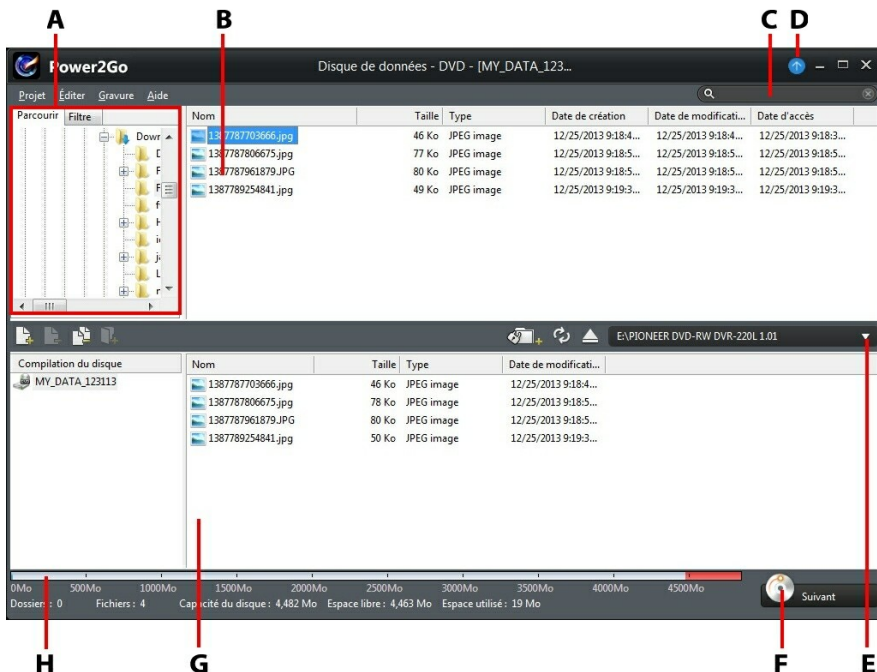 A B C D
Power2Go Disque de données - DVD - [MY_DATA_123...
Projet Éditer Gravure Aide
Parcourir Filtre
Nom Taille Type Date de création Date de modificati... Date d'accès
Dowr
1387787703666.jpg 46 Ko JPEG image 12/25/2013 9:18:4... 12/25/2013 9:18:4... 12/25/2013 9:18:3...
1387787806675.jpg 77 Ko JPEG image 12/25/2013 9:18:5... 12/25/2013 9:18:5... 12/25/2013 9:18:5...
1387787961879.JPG 80 Ko JPEG image 12/25/2013 9:18:5... 12/25/2013 9:18:5... 12/25/2013 9:18:5...
1387789254841.jpg 49 Ko JPEG image 12/25/2013 9:19:3... 12/25/2013 9:19:3... 12/25/2013 9:19:3...
E:\PIONEER DVD-RW DVR-220L 1.01
Compilation du disque
MY_DATA_123113
Nom Taille Type Date de modificati...
1387787703666.jpg 46 Ko JPEG image 12/25/2013 9:18:4...
1387787806675.jpg 78 Ko JPEG image 12/25/2013 9:18:5...
1387787961879.JPG 80 Ko JPEG image 12/25/2013 9:18:5...
1387789254841.jpg 50 Ko JPEG image 12/25/2013 9:19:3...
0Mo 500Mo 1000Mo 1500Mo 2000Mo 2500Mo 3000Mo 3500Mo 4000Mo 4500Mo
Dossiers : 0 Fichiers : 4 Capacité du disque : 4,482 Mo Espace libre : 4,463 Mo Espace utilisé : 19 Mo
Suivant
H G F E